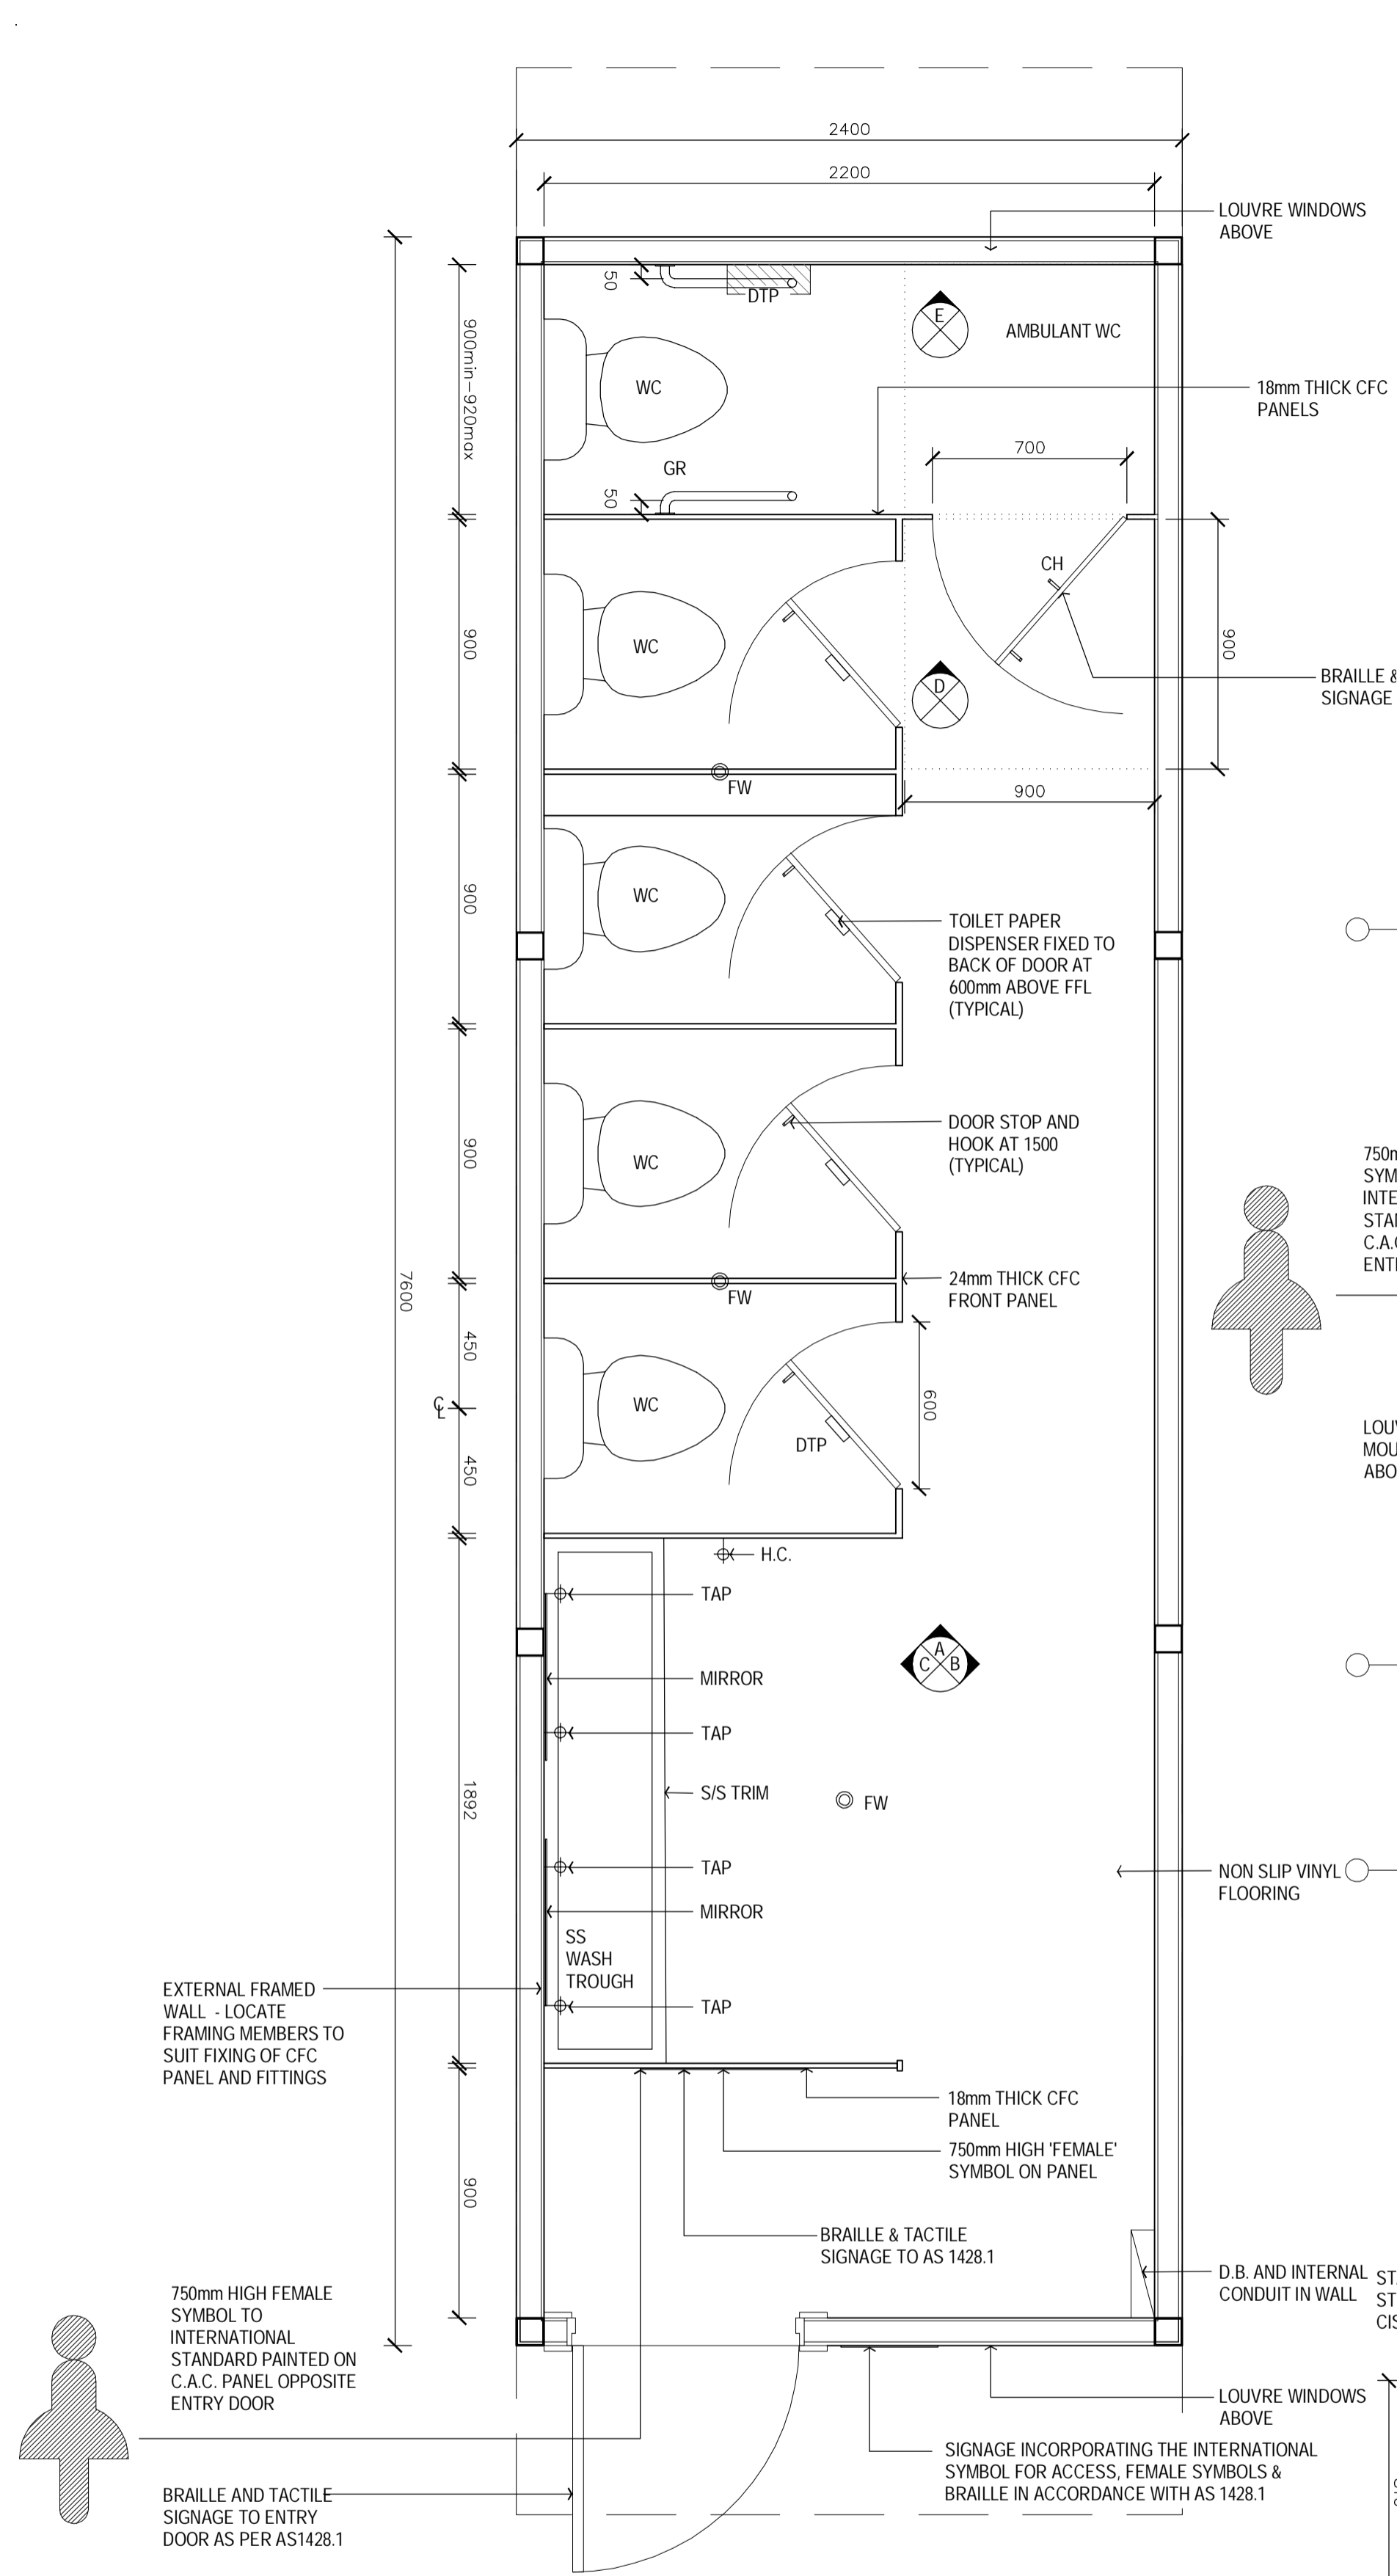 2400
2200
LOUVRE WINDOWS
ABOVE
50
DTP
E
AMBULANT WC
900min-920max
WC
18mm THICK CFC
PANELS
700
GR
50
CH
900
WC
900
BRAILLE &
SIGNAGE
D
FW
900
900
WC
TOILET PAPER
DISPENSER FIXED TO
BACK OF DOOR AT
600mm ABOVE FFL
(TYPICAL)
900
WC
DOOR STOP AND
HOOK AT 1500
(TYPICAL)
7600
24mm THICK CFC
FRONT PANEL
FW
450
CL
WC
600
450
DTP
H.C.
TAP
A
C
B
MIRROR
TAP
1892
S/S TRIM
FW
TAP
NON SLIP VINYL
FLOORING
MIRROR
SS
WASH
TROUGH
TAP
EXTERNAL FRAMED
WALL - LOCATE
FRAMING MEMBERS TO
SUIT FIXING OF CFC
PANEL AND FITTINGS
18mm THICK CFC
PANEL
750mm HIGH 'FEMALE'
SYMBOL ON PANEL
900
BRAILLE & TACTILE
SIGNAGE TO AS 1428.1
D.B. AND INTERNAL
CONDUIT IN WALL
750mm HIGH FEMALE
SYMBOL TO
INTERNATIONAL
STANDARD PAINTED ON
C.A.C. PANEL OPPOSITE
ENTRY DOOR
LOUVRE WINDOWS
ABOVE
SIGNAGE INCORPORATING THE INTERNATIONAL
SYMBOL FOR ACCESS, FEMALE SYMBOLS &
BRAILLE IN ACCORDANCE WITH AS 1428.1
BRAILLE AND TACTILE
SIGNAGE TO ENTRY
DOOR AS PER AS1428.1